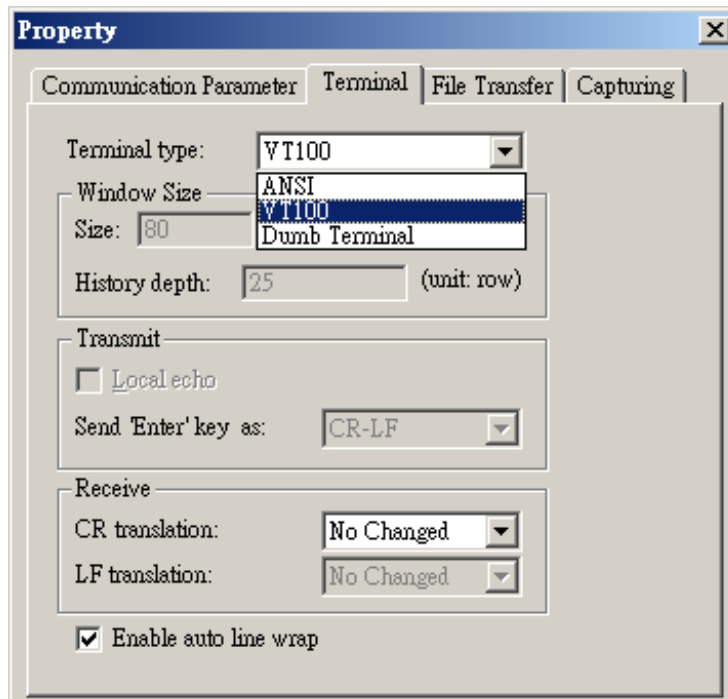 Property
Communication Parameter Terminal File Transfer Capturing
Terminal type: VT100
ANSI
VT100
Dumb Terminal
Window Size
Size: 80
History depth: 25 (unit: row)
Transmit
Local echo
Send 'Enter' key as: CR-LF
Receive
CR translation: No Changed
LF translation: No Changed
Enable auto line wrap